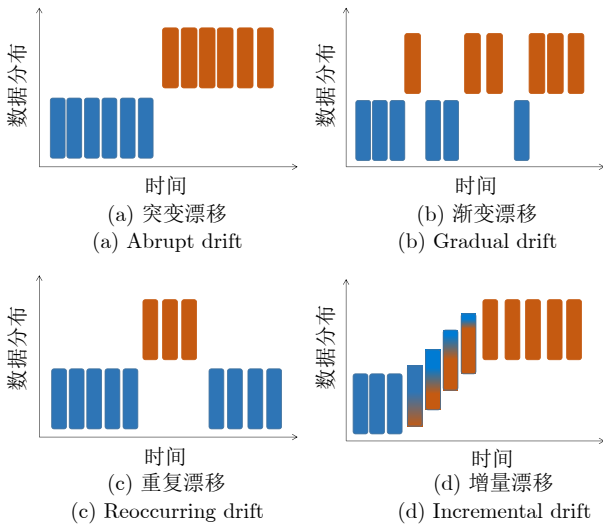 数据分布
时间
(a) 突变漂移
(a) Abrupt drift
数据分布
时间
(b) 渐变漂移
(b) Gradual drift
数据分布
时间
(c) 重复漂移
(c) Reoccurring drift
数据分布
时间
(d) 增量漂移
(d) Incremental drift